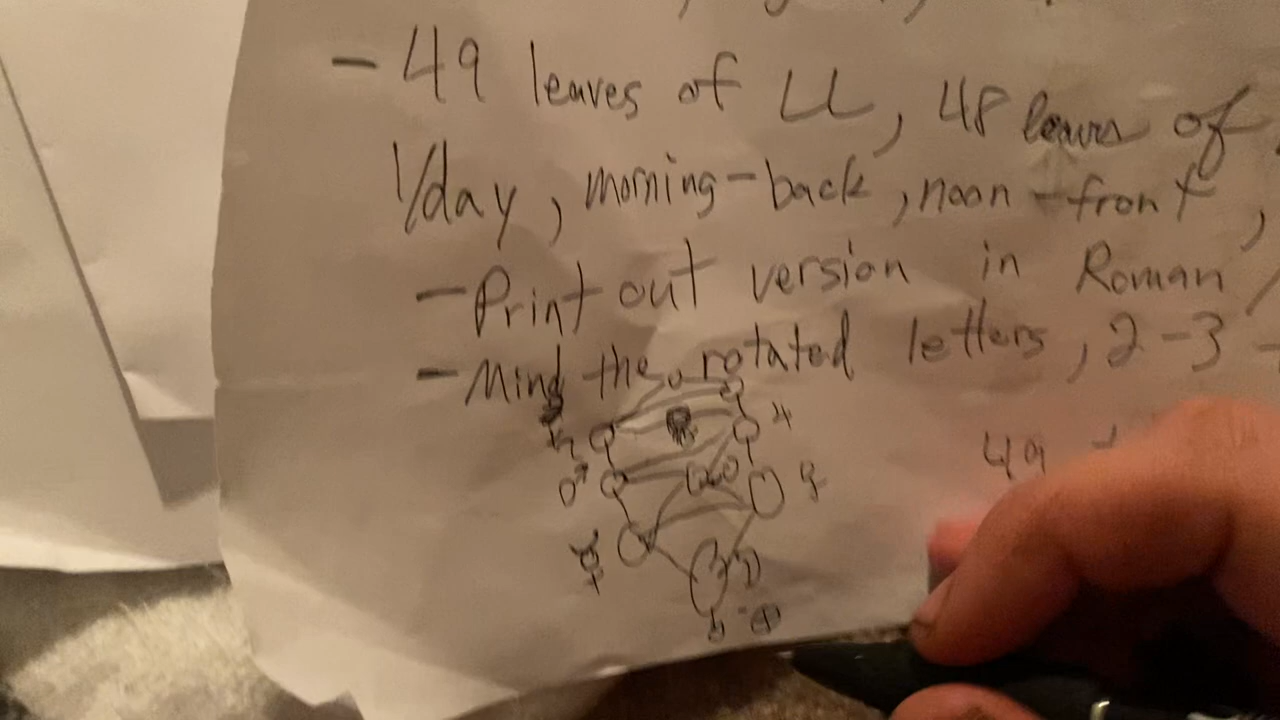 - 49 leaves of LL, 48 leaves of
1/day, morning-back, noon-front,
- Print out version in Roman /
- Mind the rotated letters, 2-3 -
♄ ♃
♂ ♀
☿ ☽
49